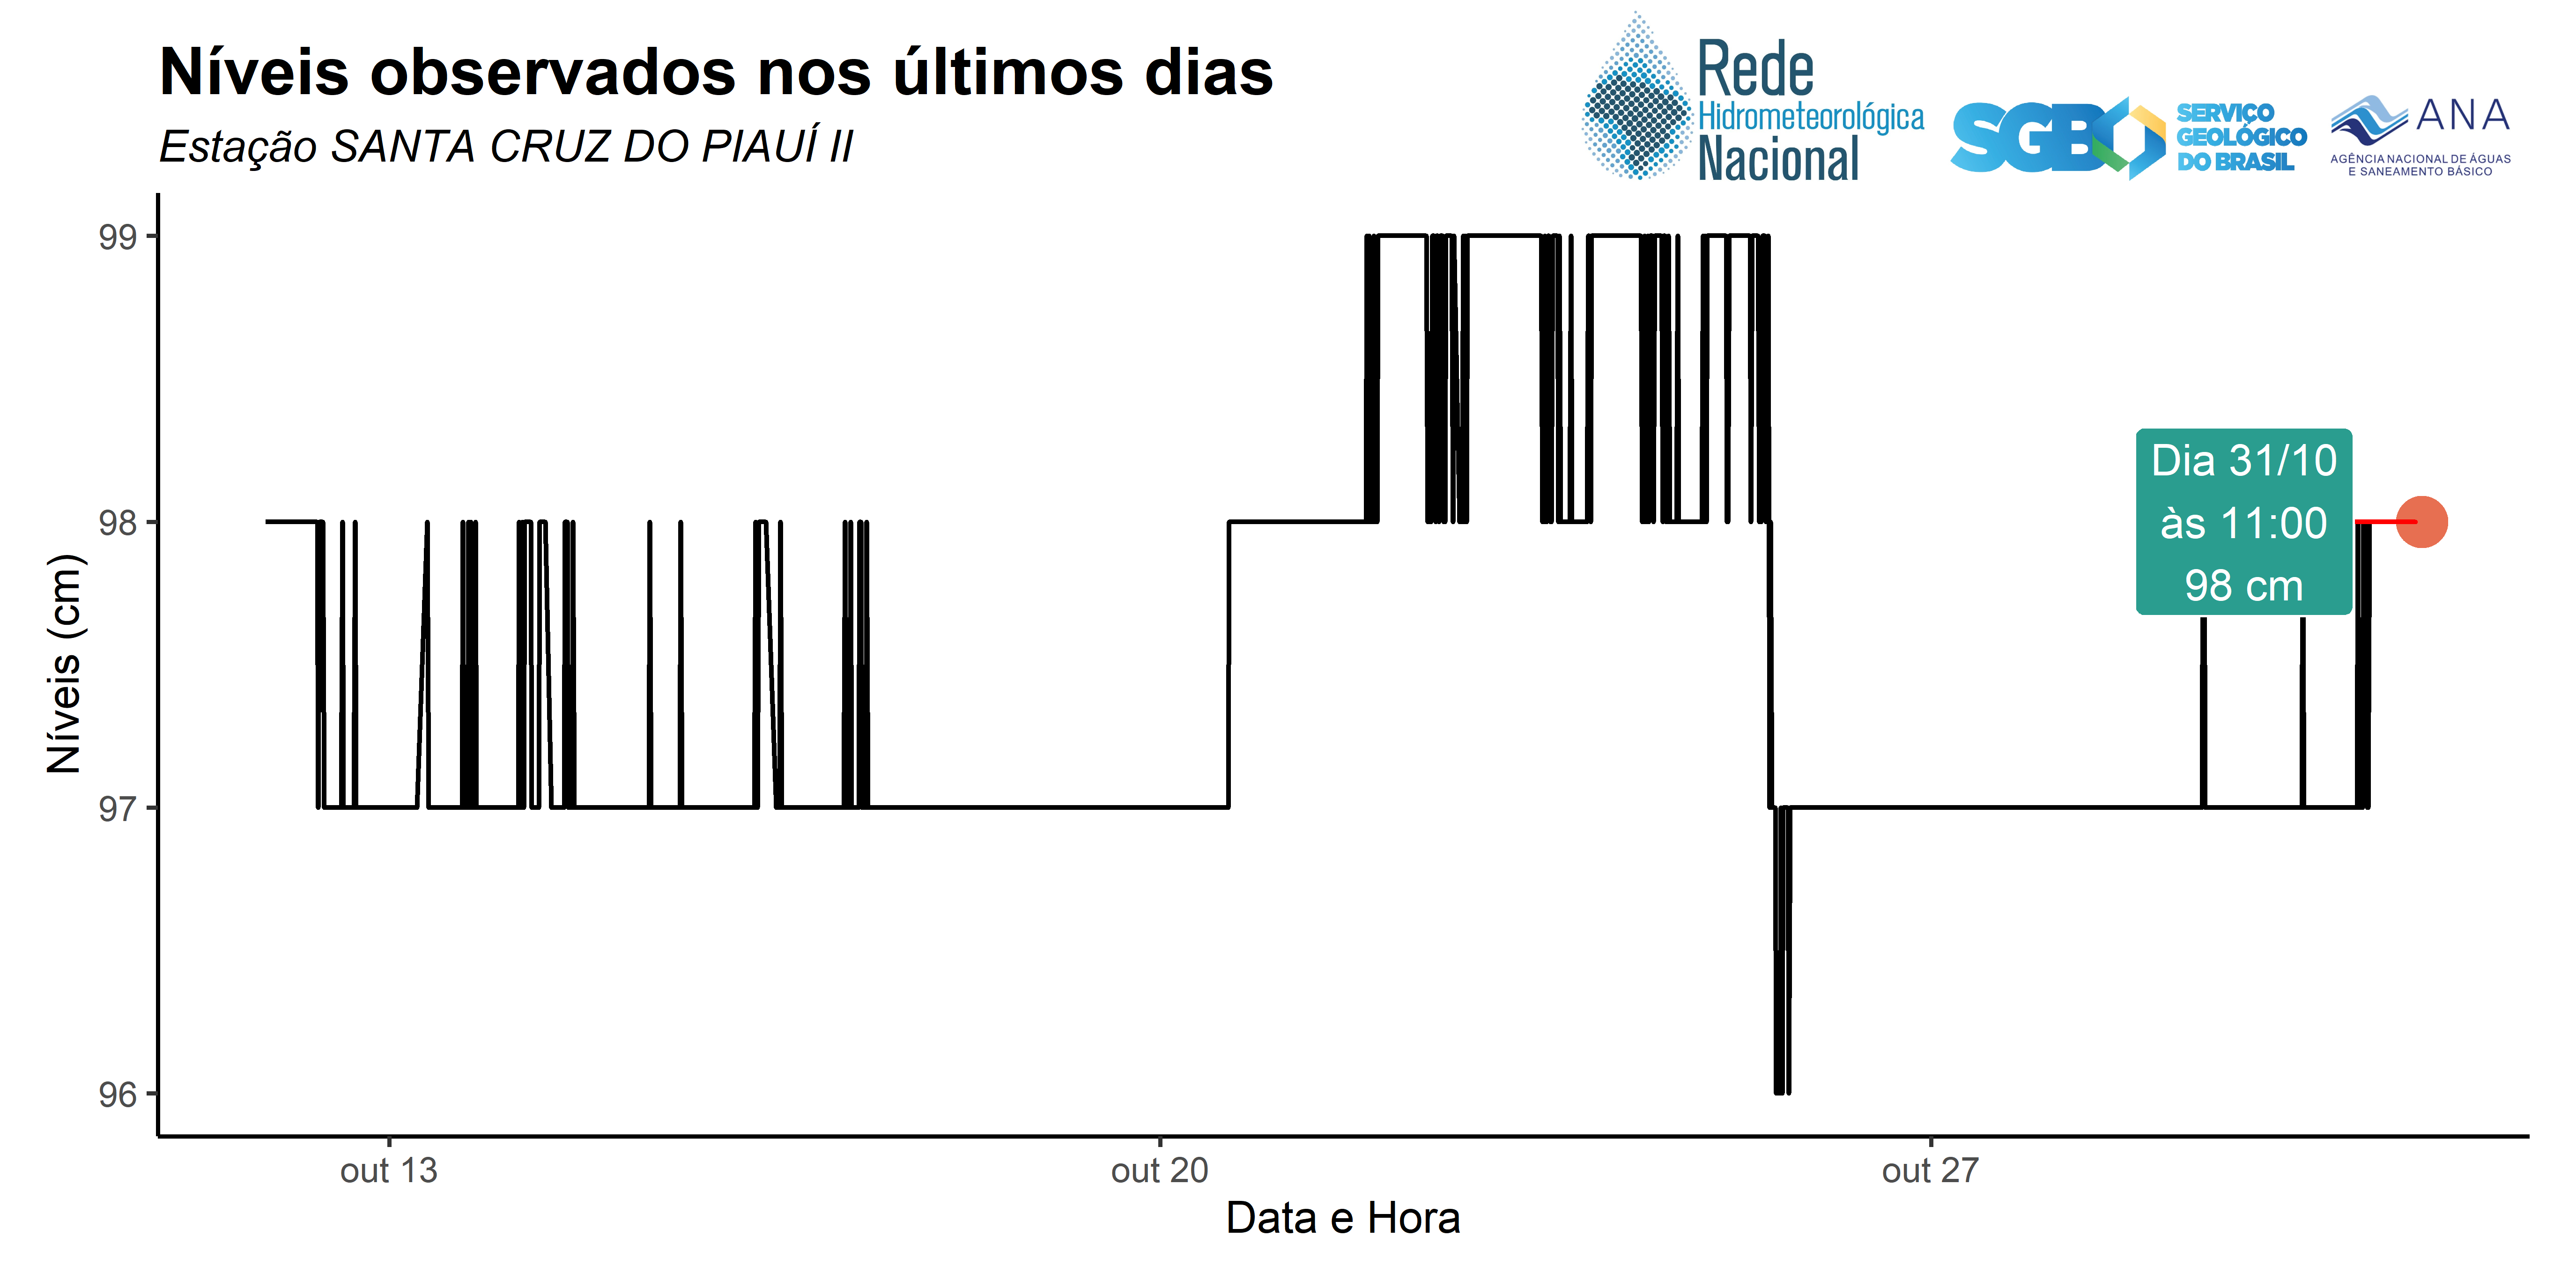 Níveis observados nos últimos dias
Estação SANTA CRUZ DO PIAUÍ II
Rede
Hidrometeorológica
Nacional
SGB
SERVIÇO
GEOLÓGICO
DO BRASIL
ANA
AGÊNCIA NACIONAL DE ÁGUAS
E SANEAMENTO BÁSICO
99
98
97
96
Níveis (cm)
Dia 31/10
às 11:00
98 cm
out 13
out 20
out 27
Data e Hora